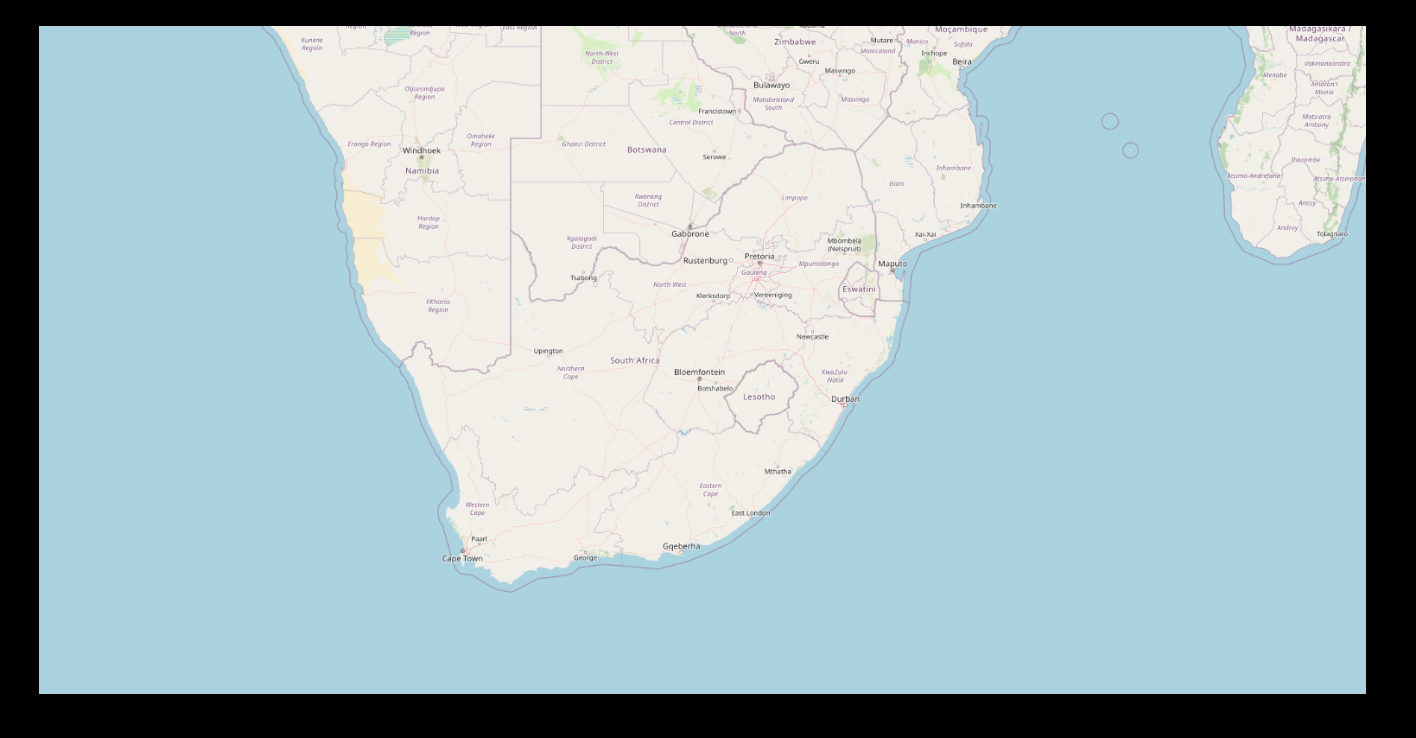 Region
Region
East Region
Kunene
Region
North-West
District
North
Zimbabwe
Mutare
Manica
Manicaland
Moçambique
Sofala
Madagasikara /
Madagascar
Gweru
Masvingo
Inchope
Beira
Vakinankaratra
Menabe
Amoron'i
Mania
Otjozondjupa
Region
Bulawayo
Matabeleland
South
Masvingo
Francistown
Central District
Matsiatra
Ambony
Erongo Region
Omaheke
Region
Ghanzi District
Botswana
Windhoek
Namibia
Serowe
Ihorombe
Inhambane
Gaza
Atsimo-Andrefana
Atsimo-Atsinanana
Kweneng
District
Limpopo
Anosy
Inhambane
Hardap
Region
Androy
Tolagnaro
Gaborone
Xai-Xai
Kgalagadi
District
Mbombela
(Nelspruit)
Rustenburg
Pretoria
Mpumalanga
Maputo
Gauteng
Tsabong
North West
Eswatini
Klerksdorp
Vereeniging
ǁKharas
Region
Newcastle
Upington
South Africa
Northern
Cape
Bloemfontein
KwaZulu-
Natal
Botshabelo
Lesotho
Durban
Mthatha
Eastern
Cape
Western
Cape
East London
Paarl
Gqeberha
Cape Town
George